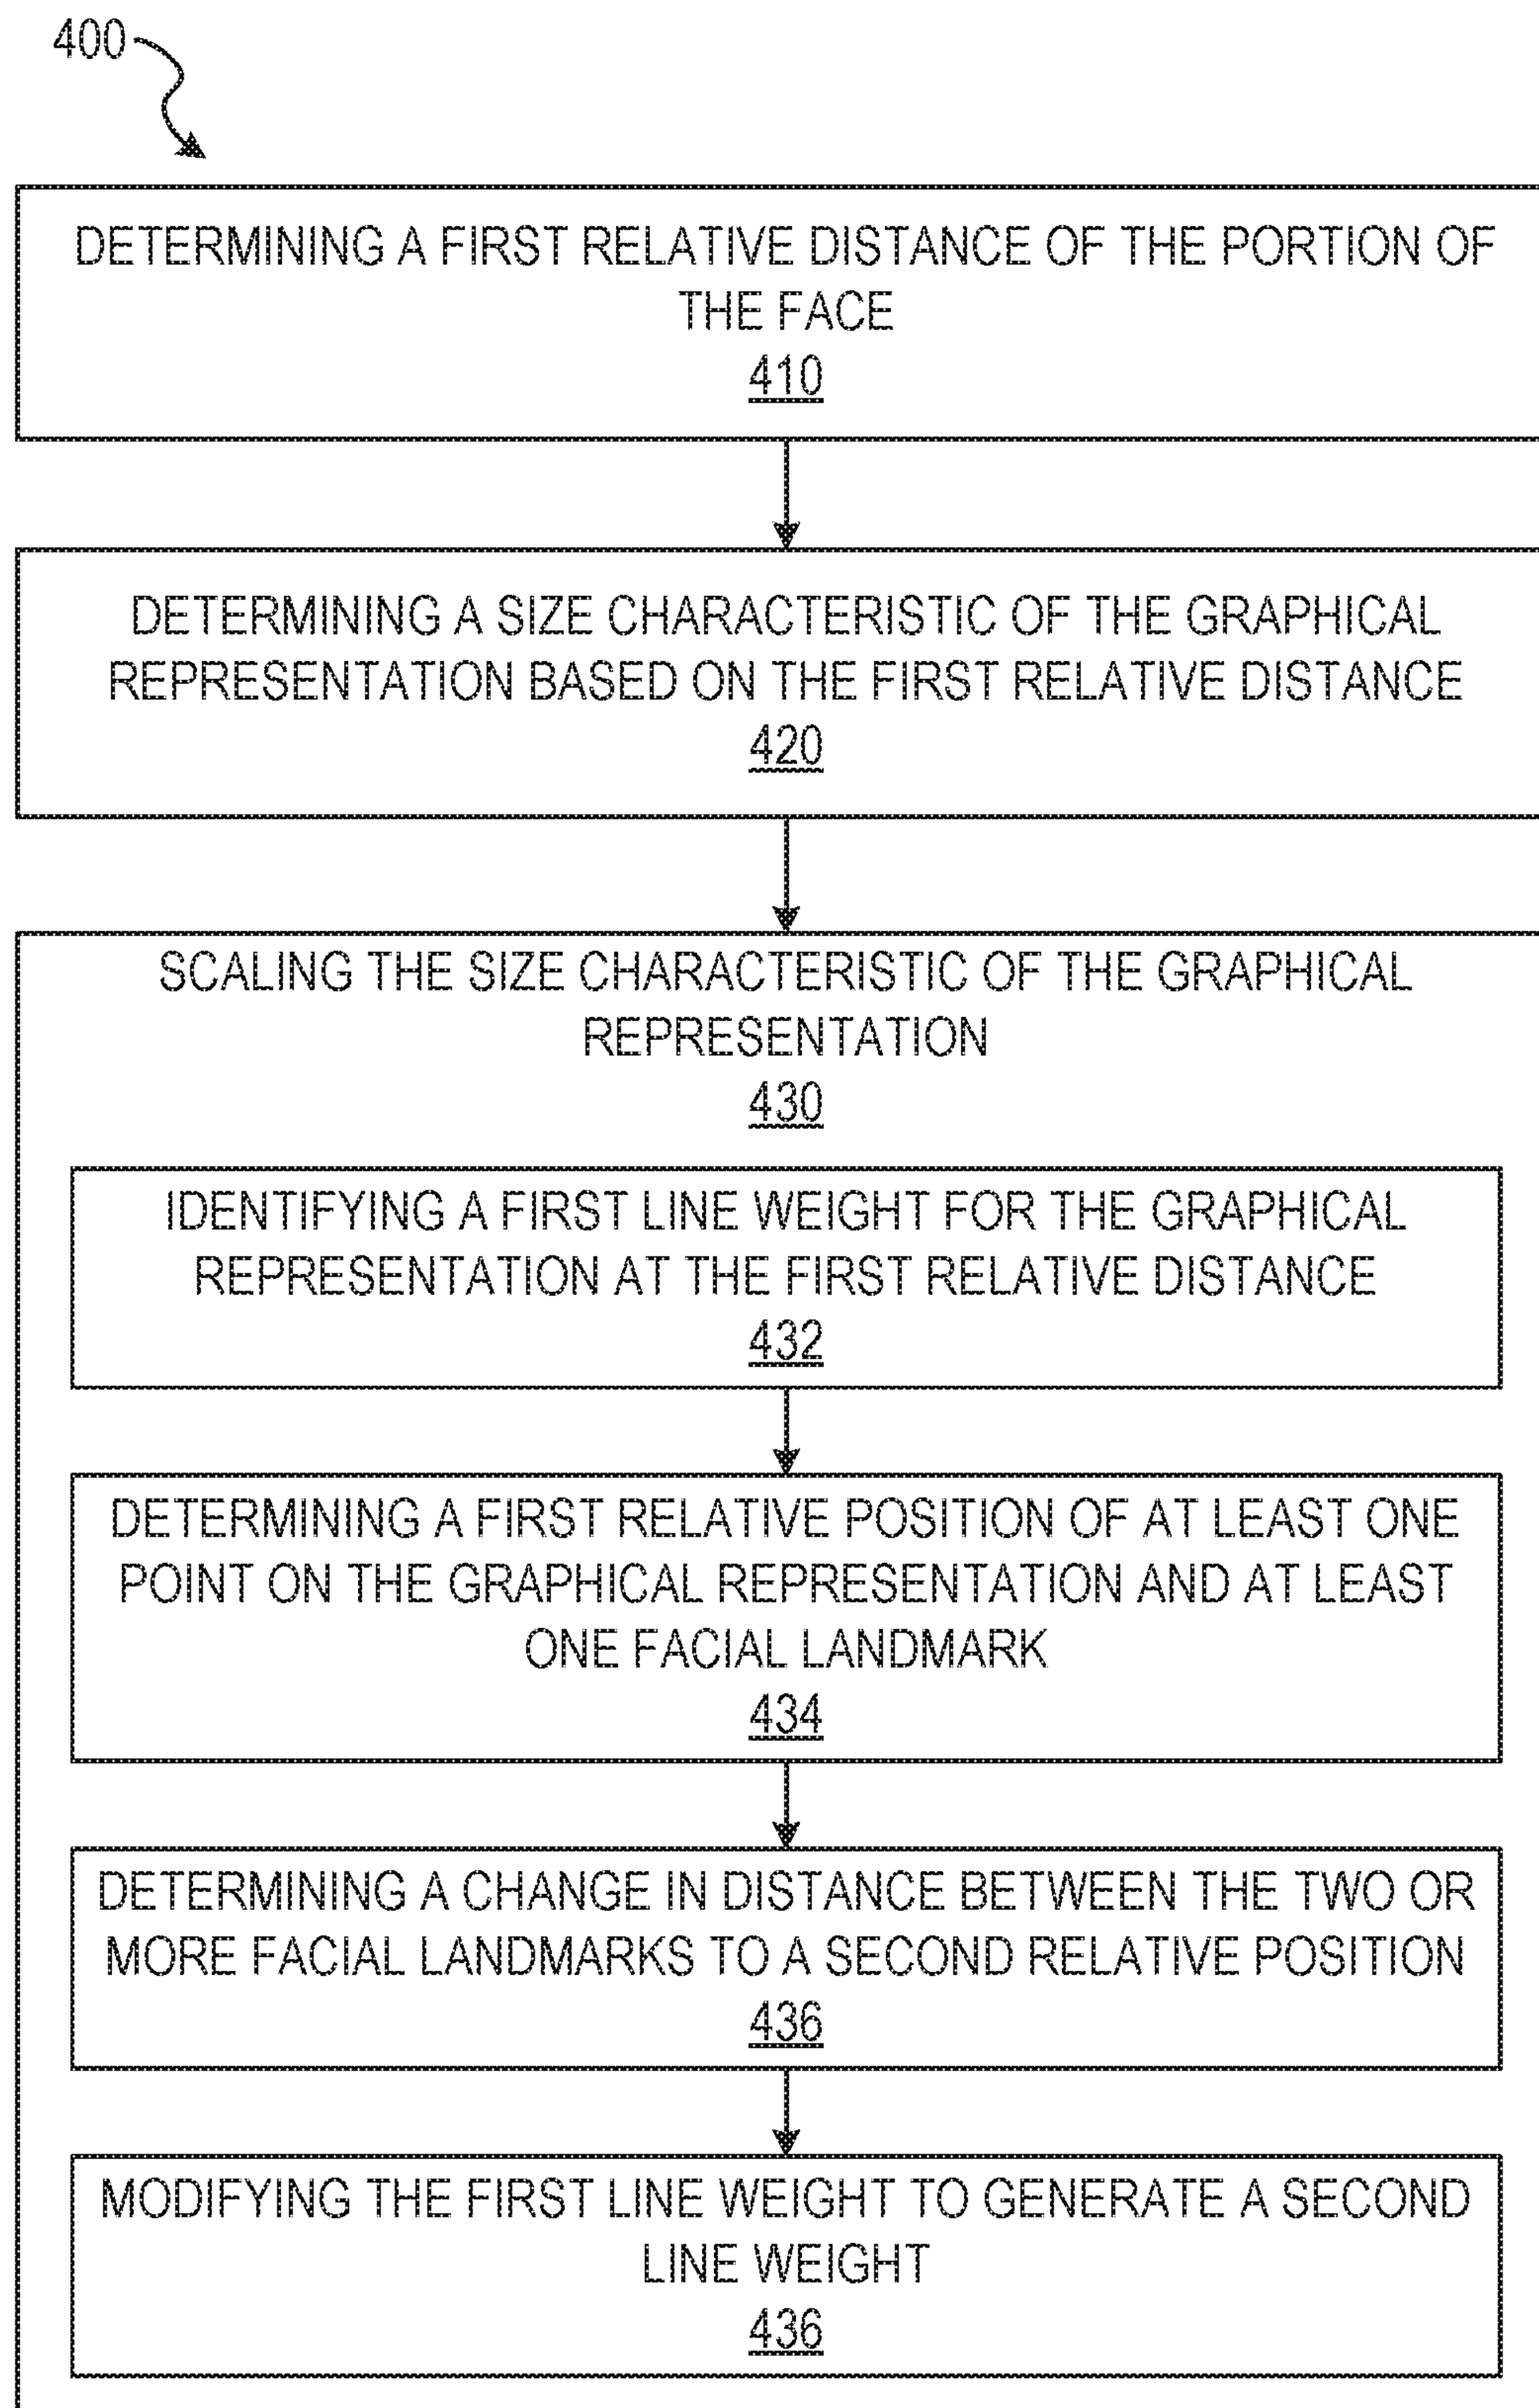 400
DETERMINING A FIRST RELATIVE DISTANCE OF THE PORTION OF
THE FACE
410
DETERMINING A SIZE CHARACTERISTIC OF THE GRAPHICAL
REPRESENTATION BASED ON THE FIRST RELATIVE DISTANCE
420
SCALING THE SIZE CHARACTERISTIC OF THE GRAPHICAL
REPRESENTATION
430
IDENTIFYING A FIRST LINE WEIGHT FOR THE GRAPHICAL
REPRESENTATION AT THE FIRST RELATIVE DISTANCE
432
DETERMINING A FIRST RELATIVE POSITION OF AT LEAST ONE
POINT ON THE GRAPHICAL REPRESENTATION AND AT LEAST
ONE FACIAL LANDMARK
434
DETERMINING A CHANGE IN DISTANCE BETWEEN THE TWO OR
MORE FACIAL LANDMARKS TO A SECOND RELATIVE POSITION
436
MODIFYING THE FIRST LINE WEIGHT TO GENERATE A SECOND
LINE WEIGHT
436